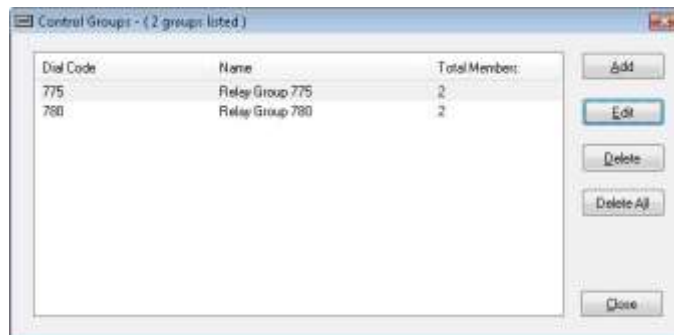 Control Groups - ( 2 groups listed )
Dial Code Name Total Members
775 Relay Group 775 2
780 Relay Group 780 2
Add
Edit
Delete
Delete All
Close